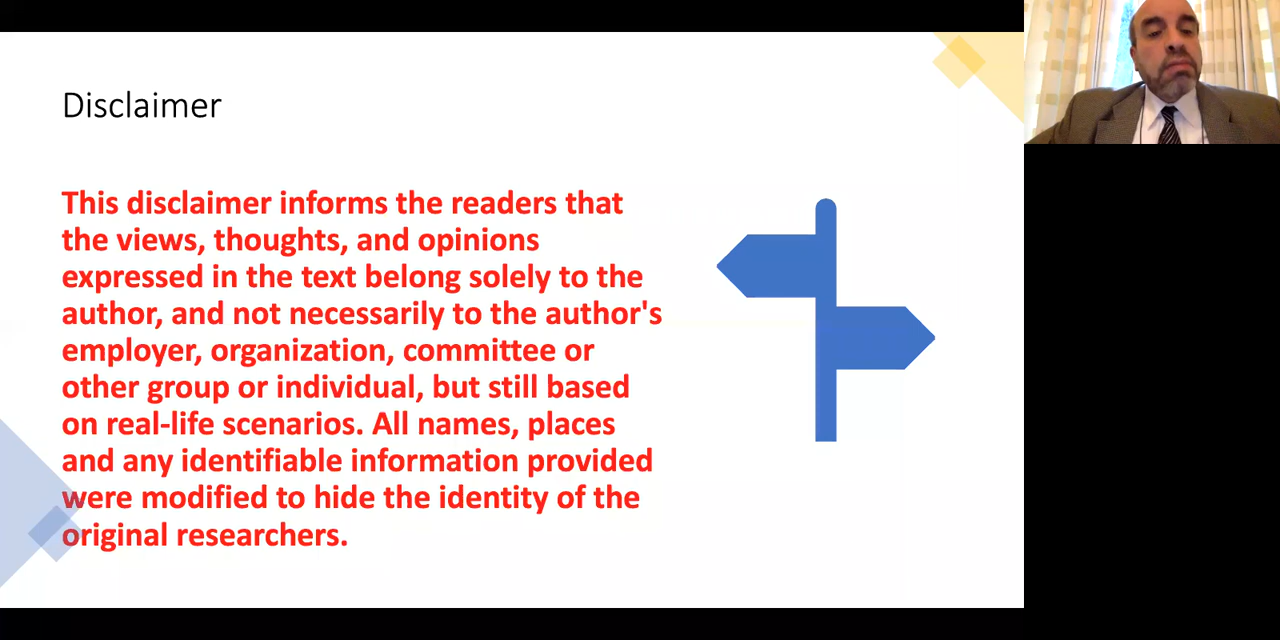 Disclaimer
This disclaimer informs the readers that
the views, thoughts, and opinions
expressed in the text belong solely to the
author, and not necessarily to the author's
employer, organization, committee or
other group or individual, but still based
on real-life scenarios. All names, places
and any identifiable information provided
were modified to hide the identity of the
original researchers.